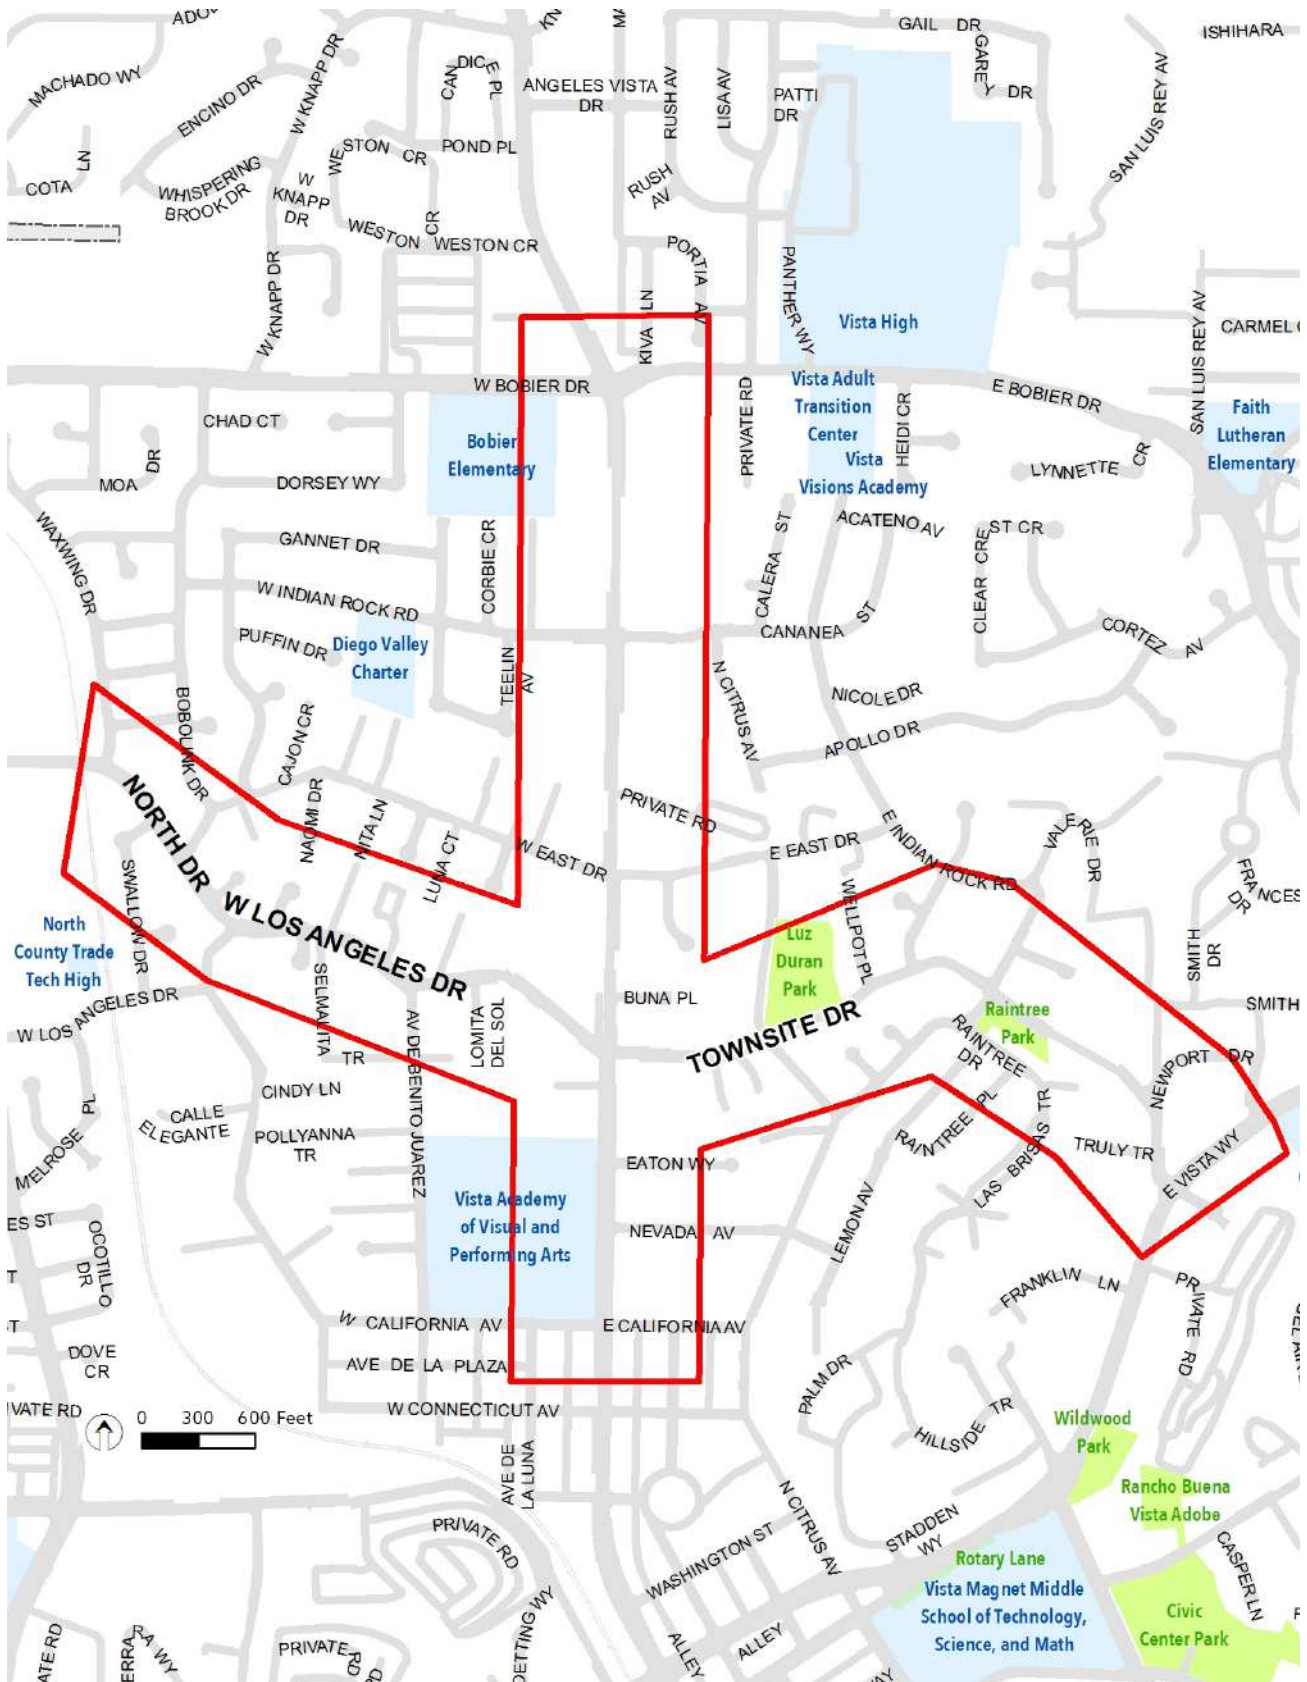 GAIL DR
ISHIHARA
GAREY DR
MACHADO WY
ENCINO DR
W KNAPP DR
CANDICE PL
ANGELES VISTA
DR
RUSH AV
LISA AV
PATTI
DR
SAN LUIS REY AV
COTA LN
WHISPERING
BROOK DR
WESTON CR
POND PL
W
KNAPP
DR
RUSH
AV
WESTON CR
WESTON CR
PORTIA AV
PANTHER WY
W KNAPP DR
KIVA LN
Vista High
SAN LUIS REY AV
CARMEL
W BOBIER DR
E BOBIER DR
Vista Adult
Transition
Center
CHAD CT
PRIVATE RD
HEIDI CR
Faith
Lutheran
Elementary
Bobier
Elementary
Vista
Visions Academy
LYNNETTE CR
MOA DR
DORSEY WY
WAXWING DR
GANNET DR
CORBIE CR
CALERA ST
ACATENO AV
CLEAR CREST CR
W INDIAN ROCK RD
CANANEA ST
CORTEZ AV
PUFFIN DR
Diego Valley
Charter
TEELIN
AV
N CITRUS AV
NICOLE DR
BOBOLINK DR
CAJON CR
APOLLO DR
NORTH DR
NAOMI DR
MITA LN
LUNA CT
PRIVATE RD
W EAST DR
E EAST DR
E INDIAN ROCK RD
VALERIE DR
FRANCES
DR
SWALLOW DR
W LOS ANGELES DR
WELLPOT PL
North
County Trade
Tech High
Luz
Duran
Park
SMITH
DR
SMITH
W LOS ANGELES DR
SELMALITA
TR
AV DE BENITO JUAREZ
LOMITA
DEL SOL
BUNA PL
TOWNSITE DR
Raintree
Park
RAINTREE
DR
NEWPORT DR
CINDY LN
CALLE
ELEGANTE
POLLYANNA
TR
MELROSE PL
RAINTREE PL
LAS BRISAS TR
TRULY TR
E VISTA WY
EATON WY
Vista Academy
of Visual and
Performing Arts
NEVADA AV
LEMON AV
ES ST
OCOTILLO
DR
FRANKLIN LN
PRIVATE RD
W CALIFORNIA AV
E CALIFORNIA AV
DOVE
CR
AVE DE LA PLAZA
PALM DR
IVATE RD
0 300 600 Feet
W CONNECTICUT AV
HILLSIDE TR
Wildwood
Park
AVE DE
LA LUNA
N CITRUS AV
Rancho Buena
Vista Adobe
PRIVATE RD
STADDEN
WY
WASHINGTON ST
Rotary Lane
Vista Magnet Middle
School of Technology,
Science, and Math
CASPER LN
Civic
Center Park
ATE RD
PRIVATE
RD
OETTING WY
ALLEY
ALLEY